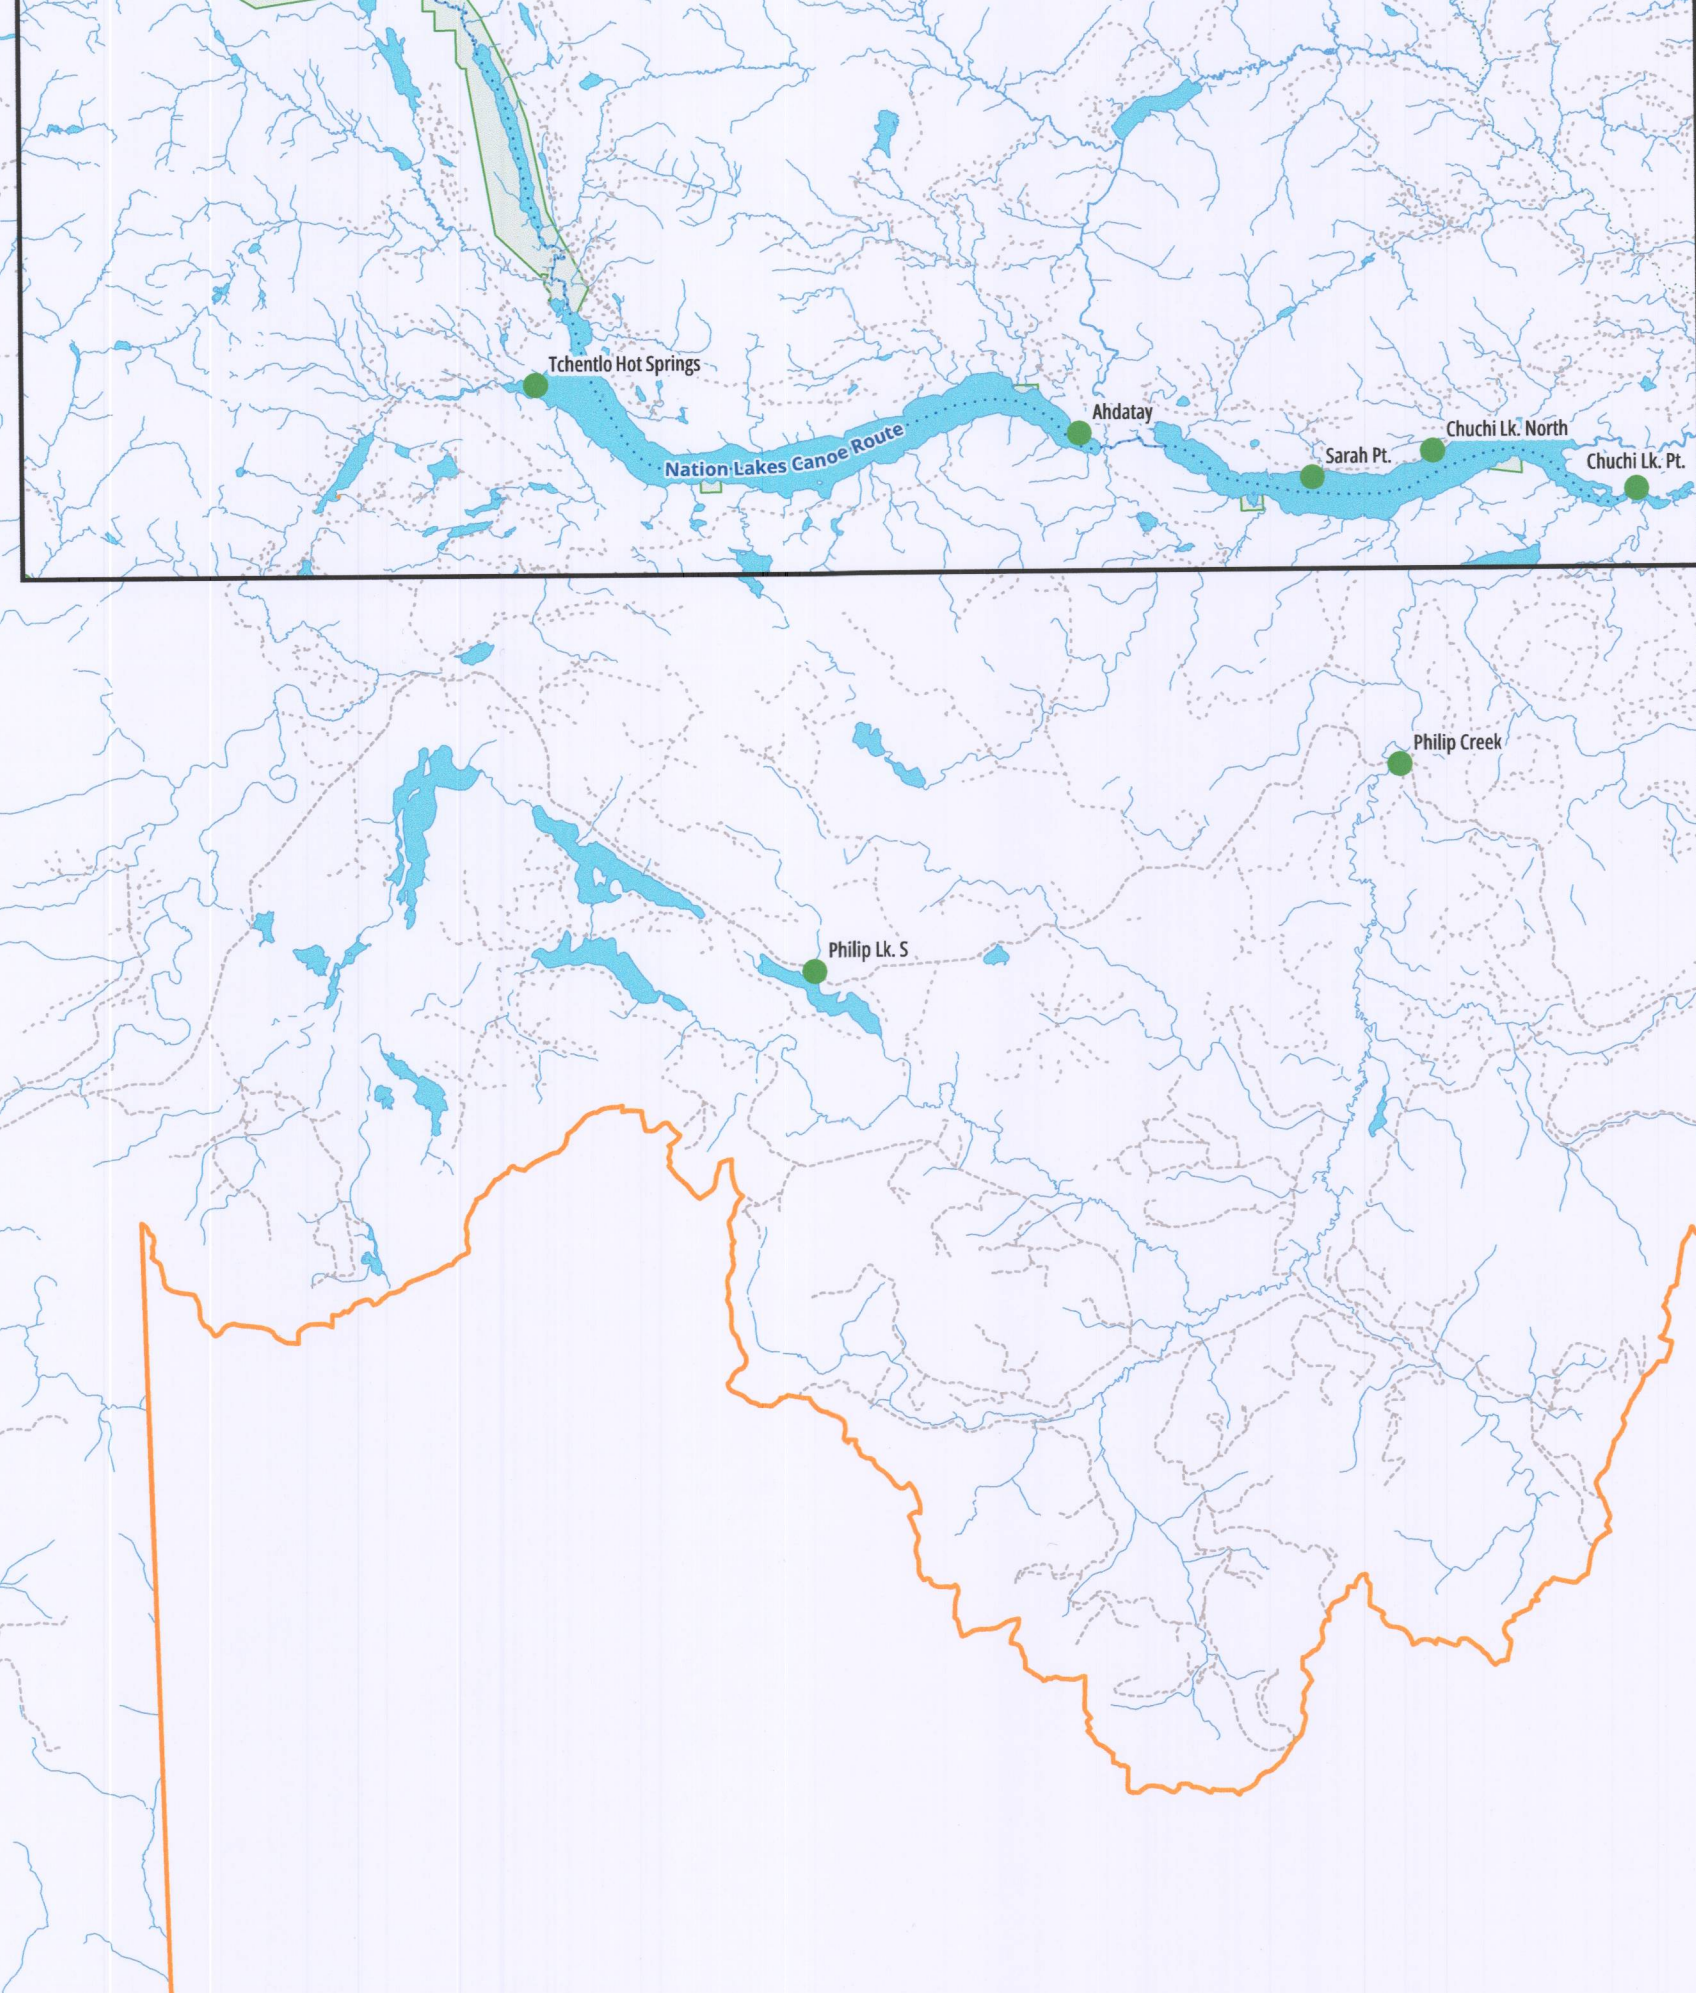 Tchentlo Hot Springs
Ahdatay
Chuchi Lk. North
Nation Lakes Canoe Route
Sarah Pt.
Chuchi Lk. Pt.
Philip Creek
Philip Lk. S